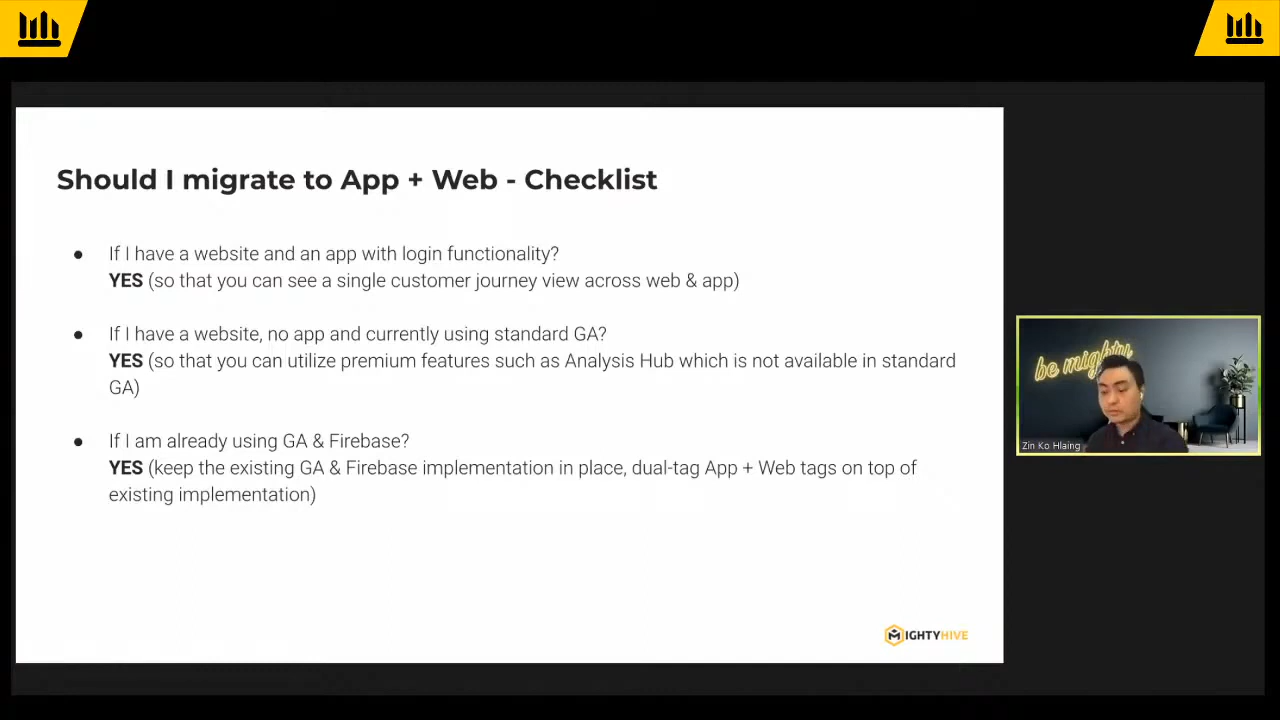 Should I migrate to App + Web - Checklist
● If I have a website and an app with login functionality?
YES (so that you can see a single customer journey view across web & app)
● If I have a website, no app and currently using standard GA?
YES (so that you can utilize premium features such as Analysis Hub which is not available in standard
GA)
● If I am already using GA & Firebase?
YES (keep the existing GA & Firebase implementation in place, dual-tag App + Web tags on top of
existing implementation)
be mighty
Zin Ko Hlaing
MIGHTYHIVE